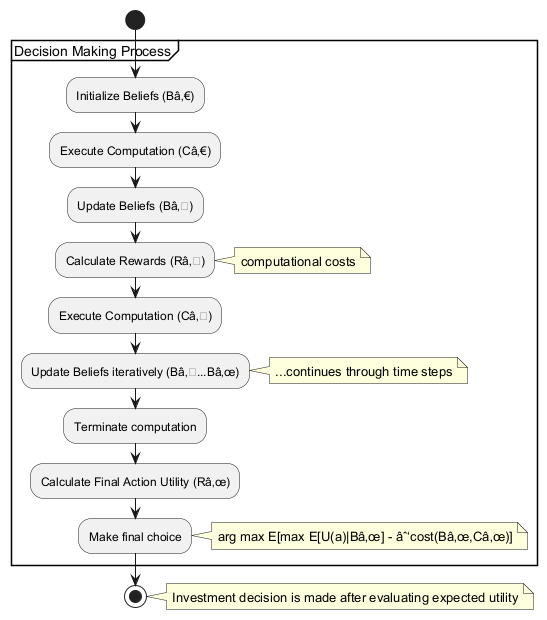 Decision Making Process
Initialize Beliefs (Bâ‚€)
Execute Computation (Câ‚€)
Update Beliefs (Bâ‚□)
Calculate Rewards (Râ‚□)
computational costs
Execute Computation (Câ‚□)
Update Beliefs iteratively (Bâ‚□...Bâ‚œ)
...continues through time steps
Terminate computation
Calculate Final Action Utility (Râ‚œ)
Make final choice
arg max E[max E[U(a)|Bâ‚œ] - âˆ'cost(Bâ‚œ,Câ‚œ)]
Investment decision is made after evaluating expected utility